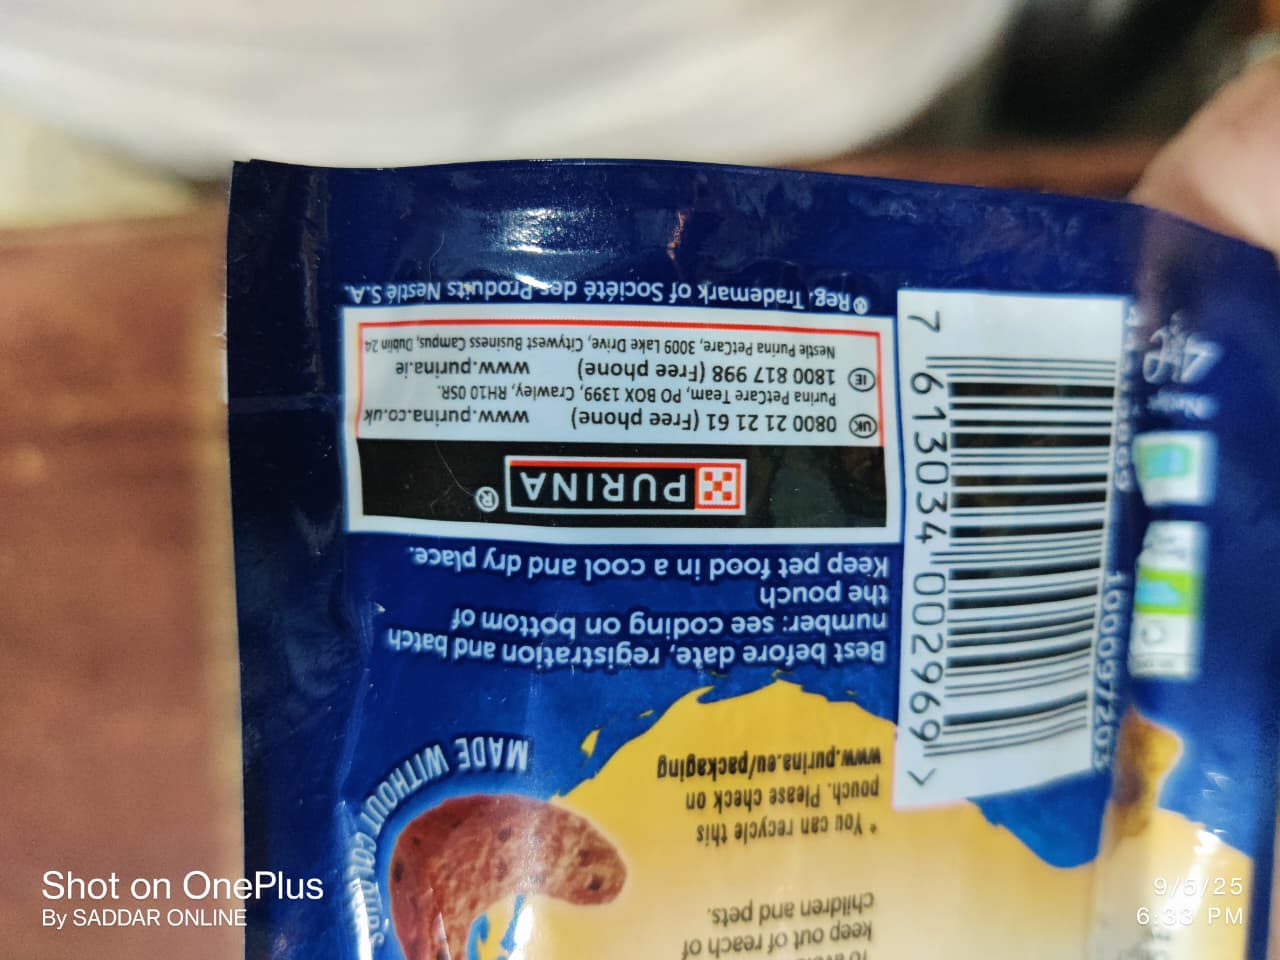 To avoid
keep out of reach of
children and pets.
* You can recycle this
pouch. Please check on
www.purina.eu/packaging
MADE WITHOUT COLOURS
Best before date, registration and batch
number: see coding on bottom of
the pouch
Keep pet food in a cool and dry place.
PURINA®
UK 0800 21 21 61 (Free phone) www.purina.co.uk
Purina PetCare Team, PO BOX 1399, Crawley, RH10 0SR.
IE 1800 817 998 (Free phone) www.purina.ie
Nestle Purina PetCare, 3009 Lake Drive, Citywest Business Campus, Dublin 24
® Reg. Trademark of Société des Produits Nestlé S.A.
7 613034 002969 >
Shot on OnePlus
By SADDAR ONLINE
9/5/25
6:33 PM